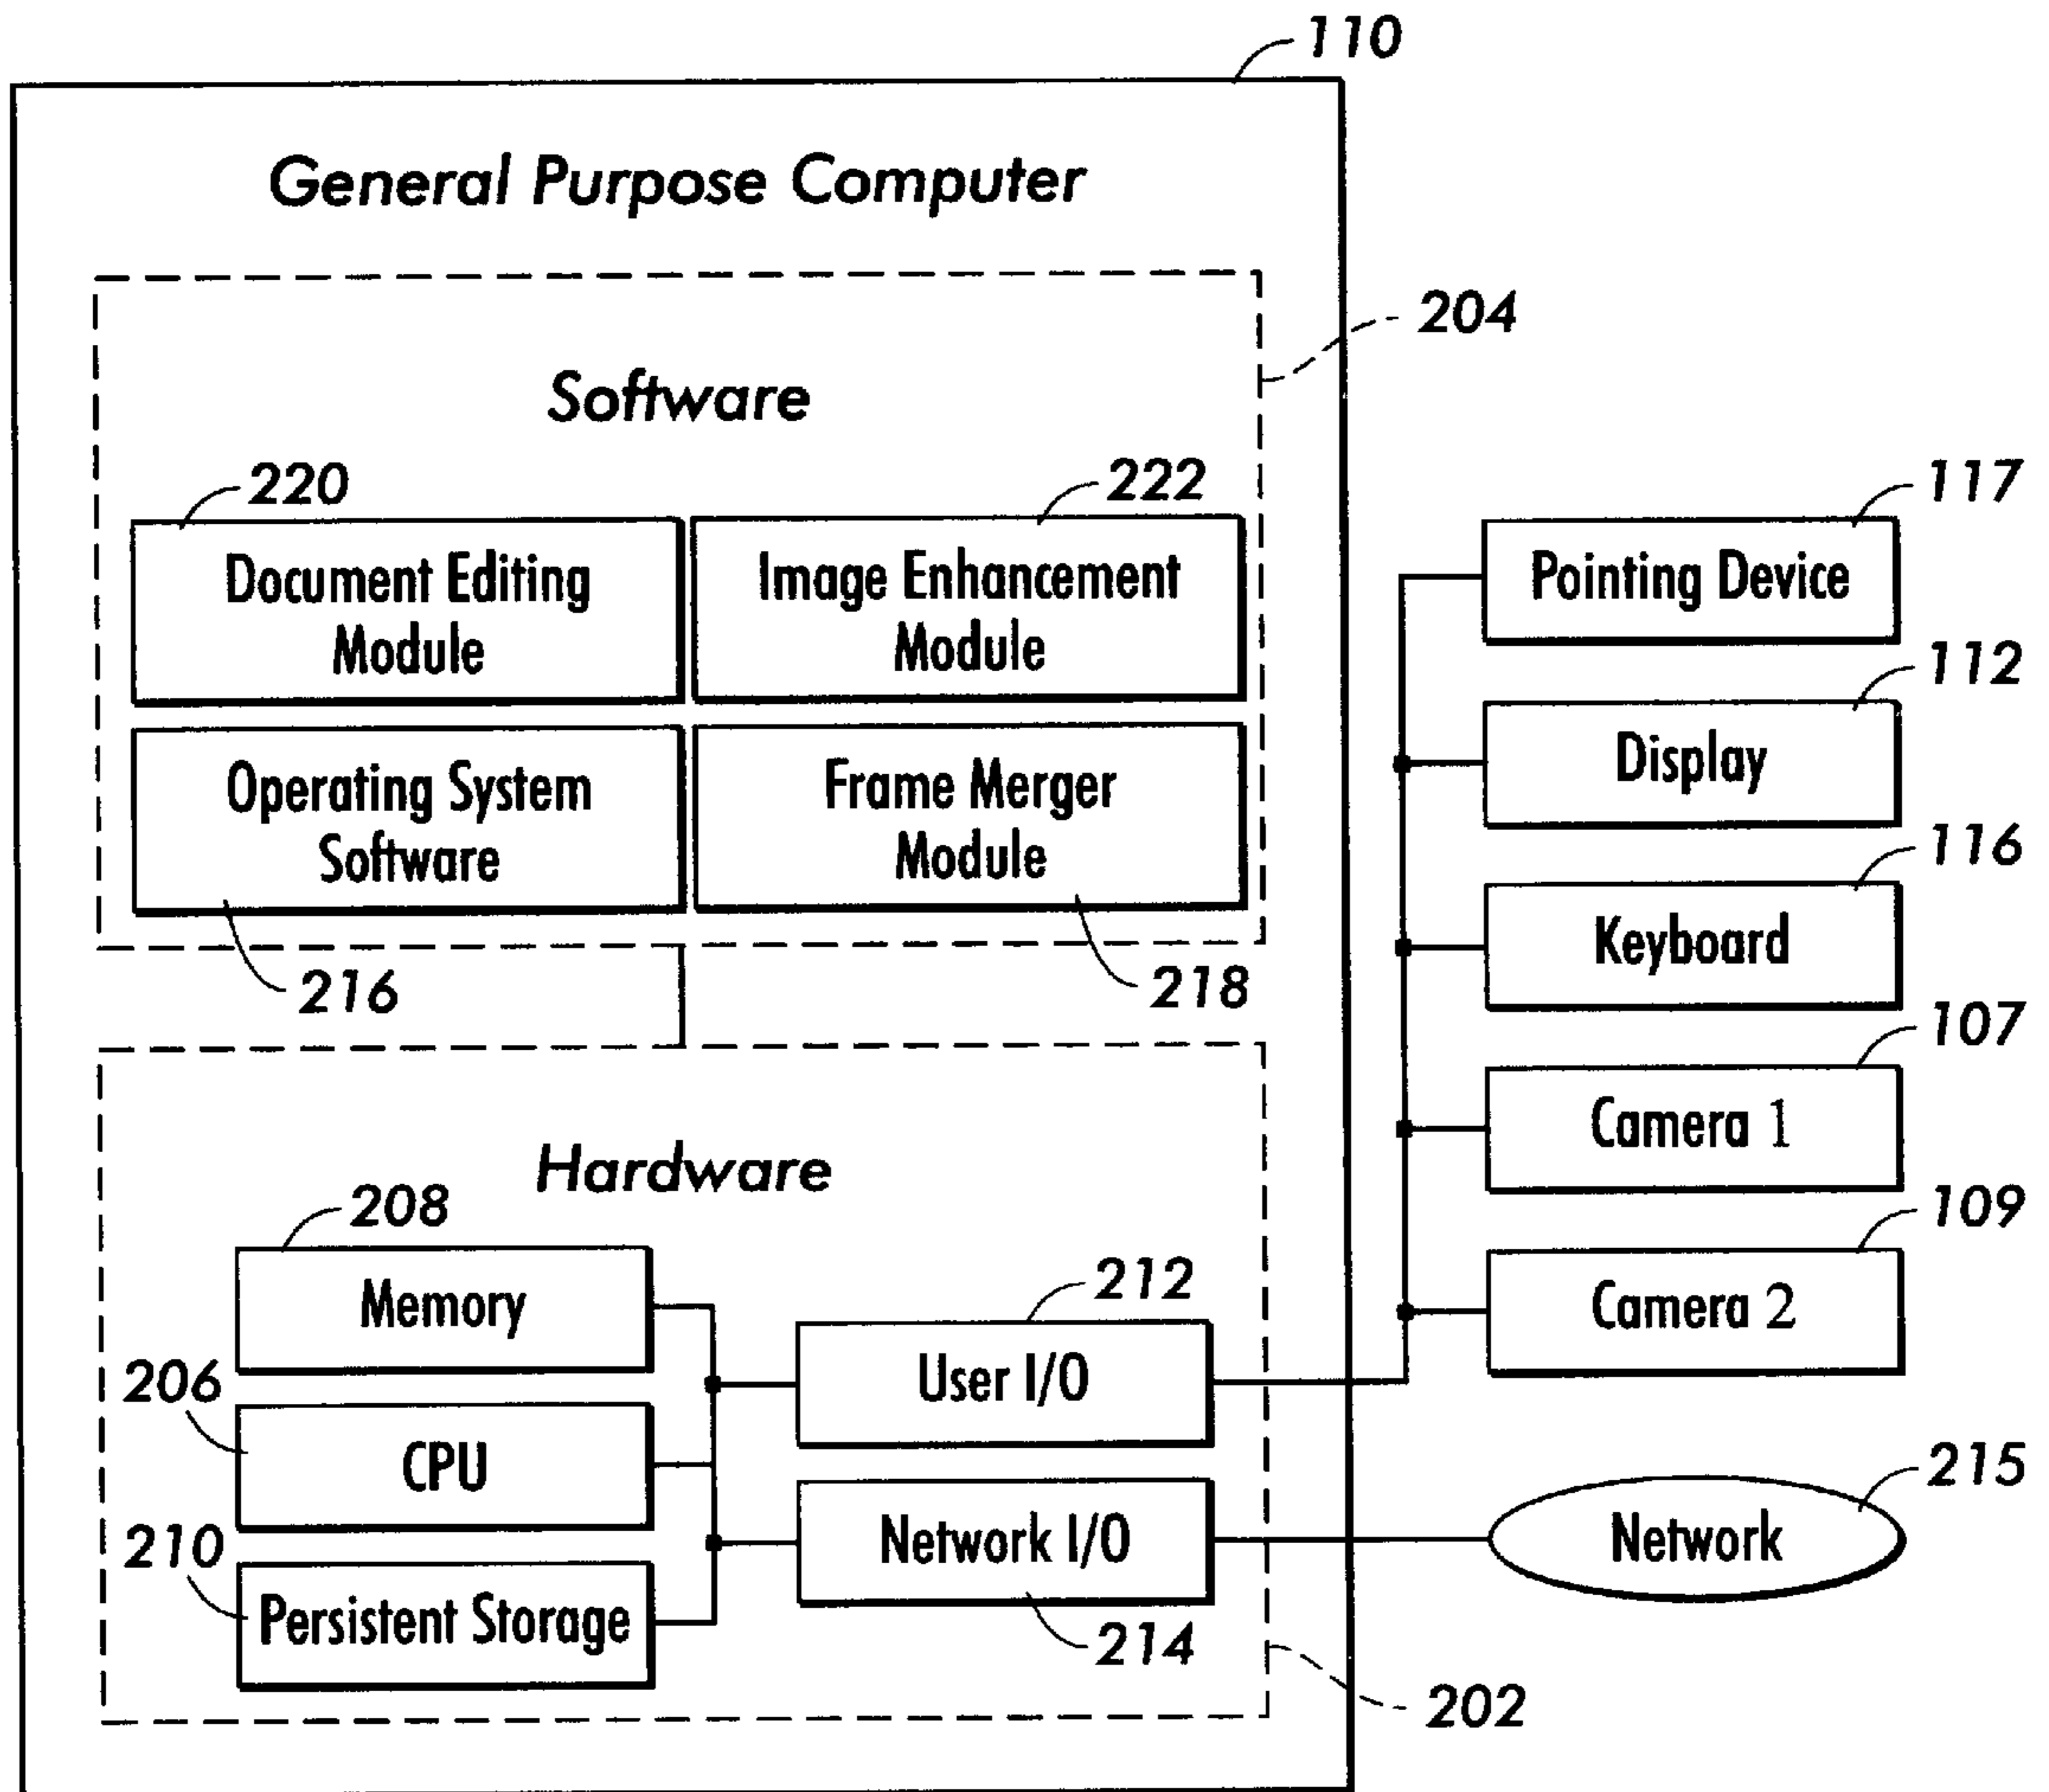 110
General Purpose Computer
204
Software
220
222
Document Editing
Module
Image Enhancement
Module
Operating System
Software
Frame Merger
Module
216
218
117
Pointing Device
112
Display
116
Keyboard
107
Camera 1
109
Camera 2
Hardware
208
Memory
206
CPU
210
Persistent Storage
212
User I/O
Network I/O
214
215
Network
202